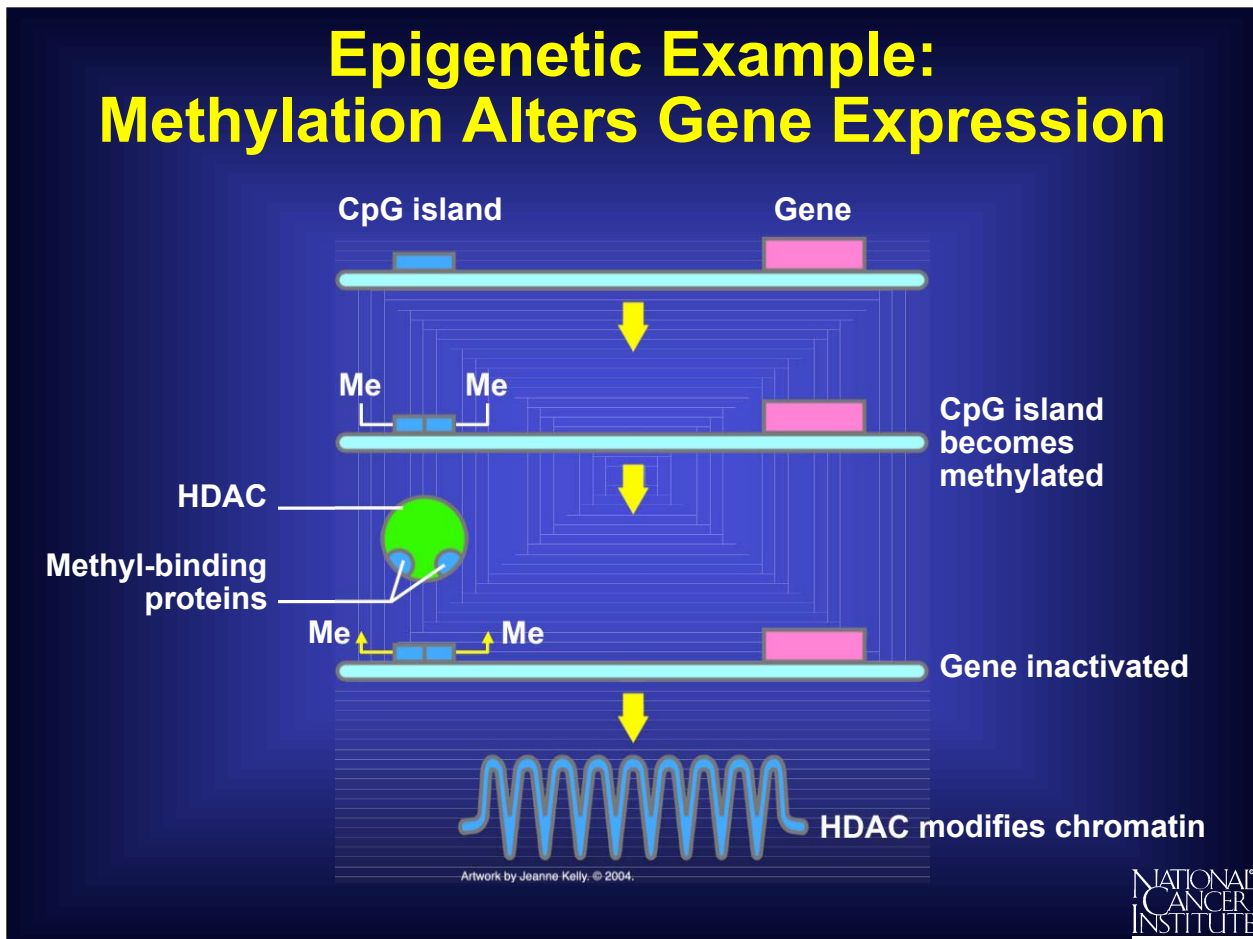 Epigenetic Example:
Methylation Alters Gene Expression
CpG island
Gene
Me
Me
CpG island
becomes
methylated
HDAC
Methyl-binding
proteins
Me
Me
Gene inactivated
HDAC modifies chromatin
Artwork by Jeanne Kelly. © 2004.
NATIONAL®
CANCER
INSTITUTE